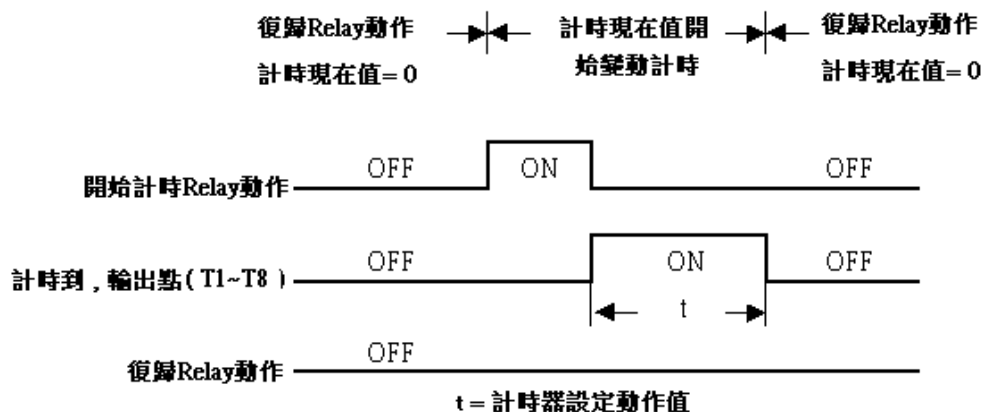 復歸Relay動作
計時現在值= 0
計時現在值開
始變動計時
復歸Relay動作
計時現在值= 0
開始計時Relay動作
OFF
ON
OFF
計時到 , 輸出點( T1~T8 )
OFF
ON
OFF
t
復歸Relay動作
OFF
t = 計時器設定動作值